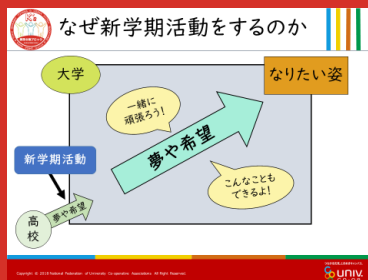 なぜ新学期活動をするのか
大学
なりたい姿
一緒に
頑張ろう!
夢や希望
新学期活動
こんなことも
できるよ!
夢や希望
高
校
Copyright © 2019 National Federation of University Co-operative Associations All Right Reserved.
univ